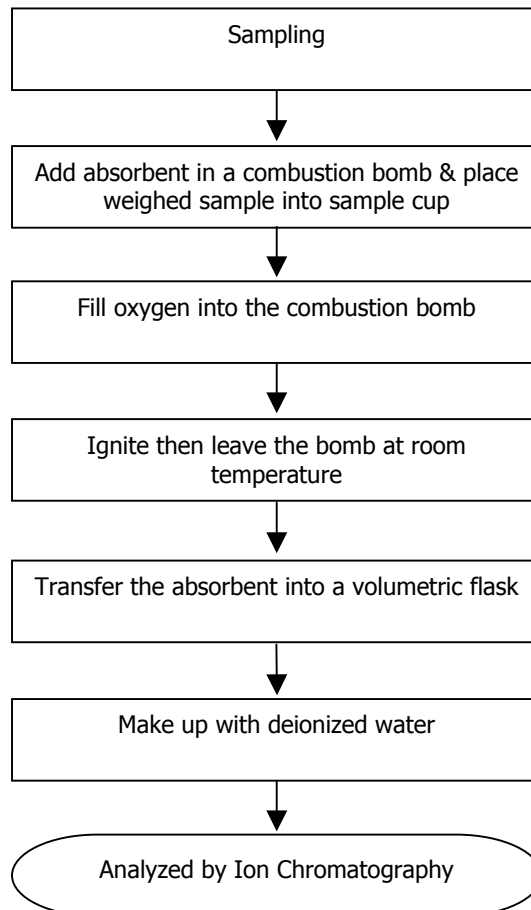 Sampling
Add absorbent in a combustion bomb & place
weighed sample into sample cup
Fill oxygen into the combustion bomb
Ignite then leave the bomb at room
temperature
Transfer the absorbent into a volumetric flask
Make up with deionized water
Analyzed by Ion Chromatography